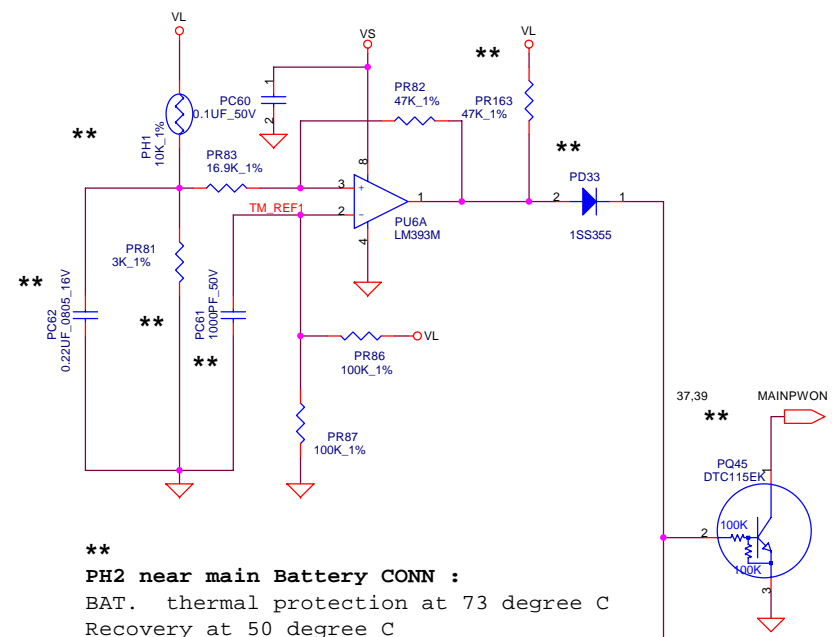 VL
VS
**
VL
1
PC60
0.1UF_50V
2
PR82
47K_1%
PR163
47K_1%
**
PH1
10K_1%
PR83
16.9K_1%
8
**
3
+
1
PD33
2
1
TM_REF1
2
-
PU6A
LM393M
4
1SS355
PR81
3K_1%
**
PC62
0.22UF_0805_16V
**
PC61
1000PF_50V
**
VL
PR86
100K_1%
37,39
MAINPWON
**
PR87
100K_1%
PQ45
DTC115EK
1
2
100K
100K
3
**
PH2 near main Battery CONN :
BAT. thermal protection at 73 degree C
Recovery at 50 degree C